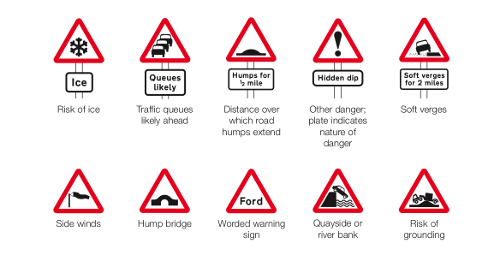 Ice
Queues
likely
Humps for
½ mile
Hidden dip
Soft verges
for 2 miles
Risk of ice
Traffic queues
likely ahead
Distance over
which road
humps extend
Other danger;
plate indicates
nature of
danger
Soft verges
Ford
Side winds
Hump bridge
Worded warning
sign
Quayside or
river bank
Risk of
grounding